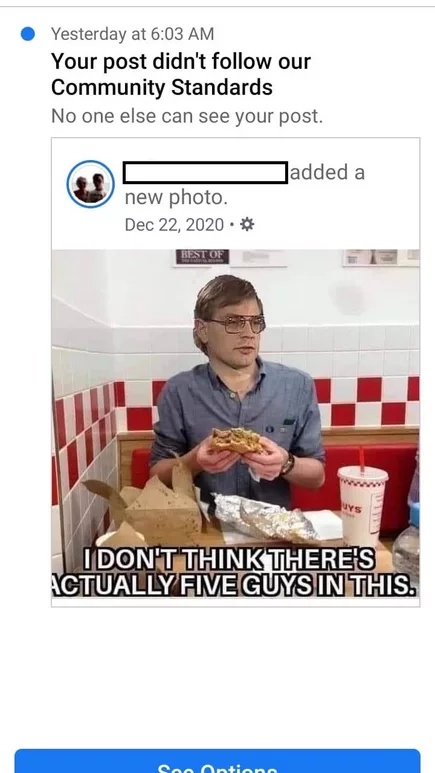 Yesterday at 6:03 AM
Your post didn't follow our
Community Standards
No one else can see your post.
added a
new photo.
Dec 22, 2020 •
BEST OF
UYS
I DON'T THINK THERE'S
ACTUALLY FIVE GUYS IN THIS.
See Options